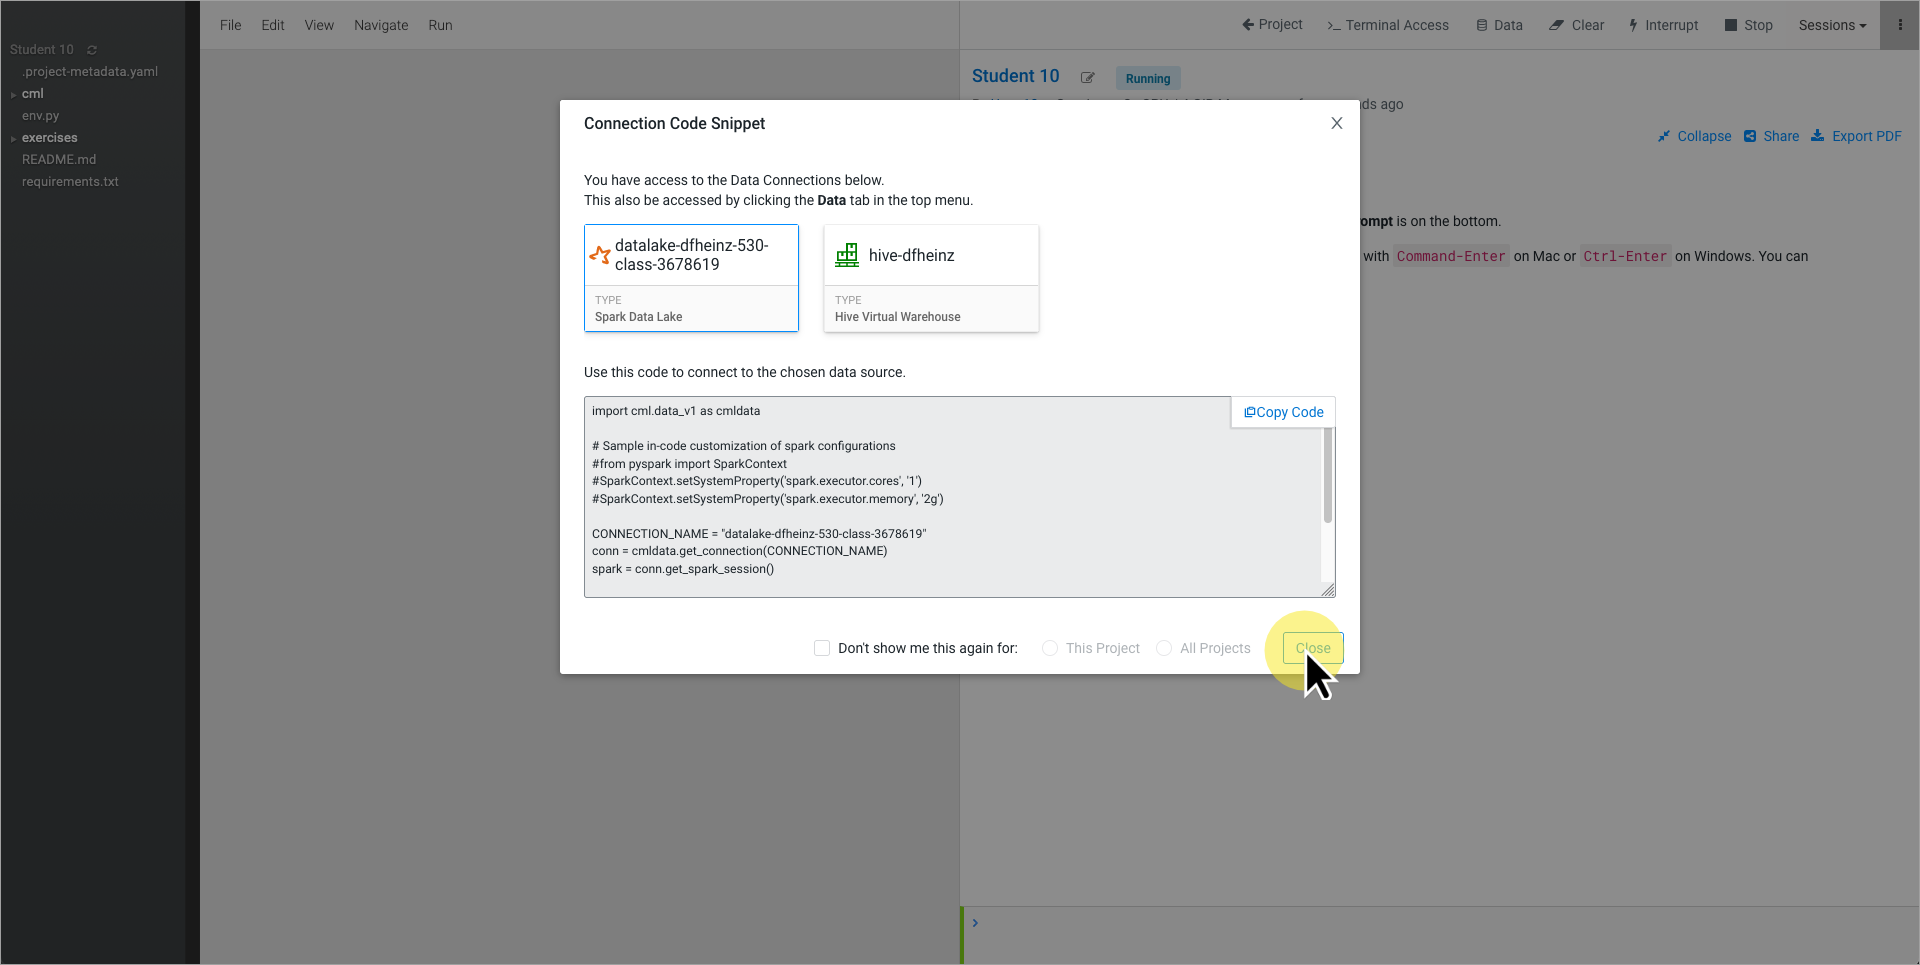 File Edit View Navigate Run
Project Terminal Access Data Clear Interrupt Stop Sessions
Student 10
.project-metadata.yaml
cml
env.py
exercises
README.md
requirements.txt
Student 10 Running
ds ago
Collapse Share Export PDF
ompt is on the bottom.
with Command-Enter on Mac or Ctrl-Enter on Windows. You can
Connection Code Snippet
You have access to the Data Connections below.
This also be accessed by clicking the Data tab in the top menu.
datalake-dfheinz-530-
class-3678619
TYPE
Spark Data Lake
hive-dfheinz
TYPE
Hive Virtual Warehouse
Use this code to connect to the chosen data source.
Copy Code
import cml.data_v1 as cmldata
# Sample in-code customization of spark configurations
#from pyspark import SparkContext
#SparkContext.setSystemProperty('spark.executor.cores', '1')
#SparkContext.setSystemProperty('spark.executor.memory', '2g')
CONNECTION_NAME = "datalake-dfheinz-530-class-3678619"
conn = cmldata.get_connection(CONNECTION_NAME)
spark = conn.get_spark_session()
Don't show me this again for: This Project All Projects Close